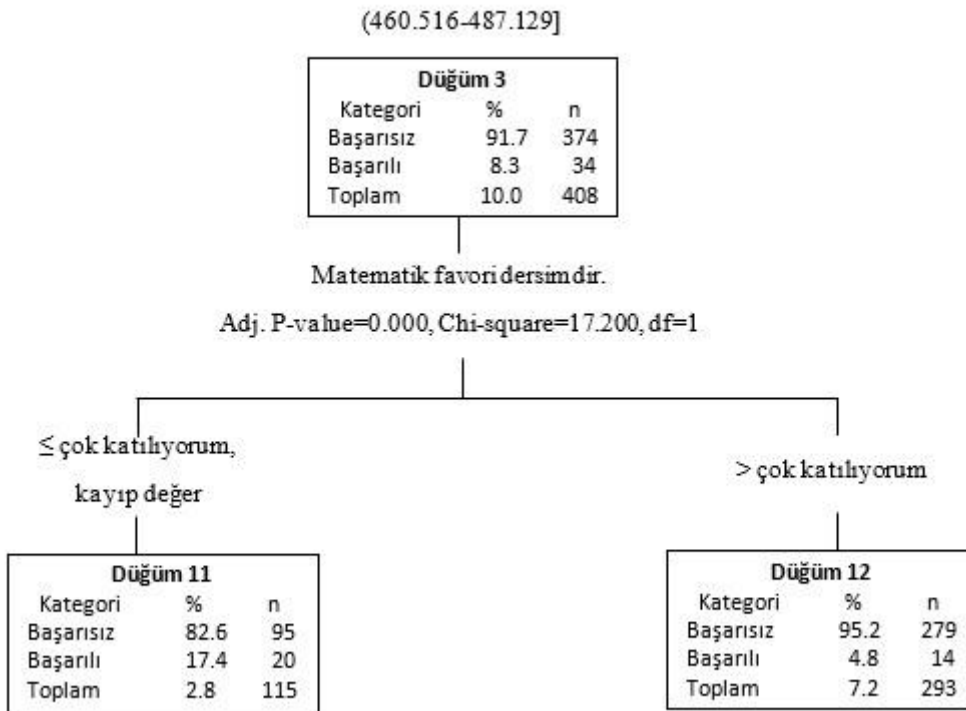 (460.516-487.129]
Düğüm 3
Kategori % n
Başarısız 91.7 374
Başarılı 8.3 34
Toplam 10.0 408
Matematik favori dersimdir.
Adj. P-value=0.000, Chi-square=17.200, df=1
≤ çok katılıyorum,
kayıp değer
> çok katılıyorum
Düğüm 11
Kategori % n
Başarısız 82.6 95
Başarılı 17.4 20
Toplam 2.8 115
Düğüm 12
Kategori % n
Başarısız 95.2 279
Başarılı 4.8 14
Toplam 7.2 293